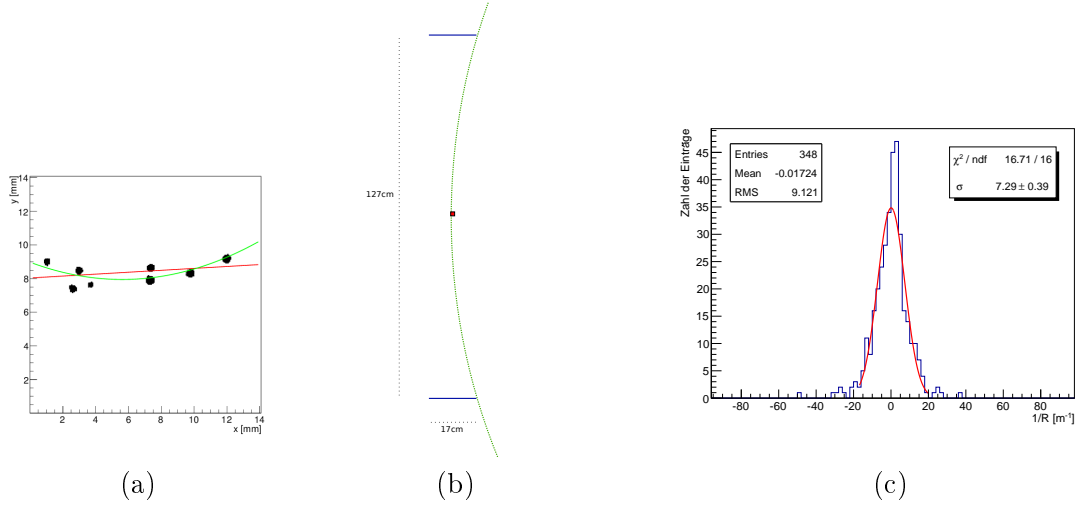 y [mm]
14
12
10
8
6
4
2
2 4 6 8 10 12 14
x [mm]
(a)
127cm
17cm
(b)
Zahl der Einträge
45
40
35
30
25
20
15
10
5
0
Entries 348
Mean -0.01724
RMS 9.121
χ² / ndf 16.71 / 16
σ 7.29 ± 0.39
-80 -60 -40 -20 0 20 40 60 80
1/R [m⁻¹]
(c)